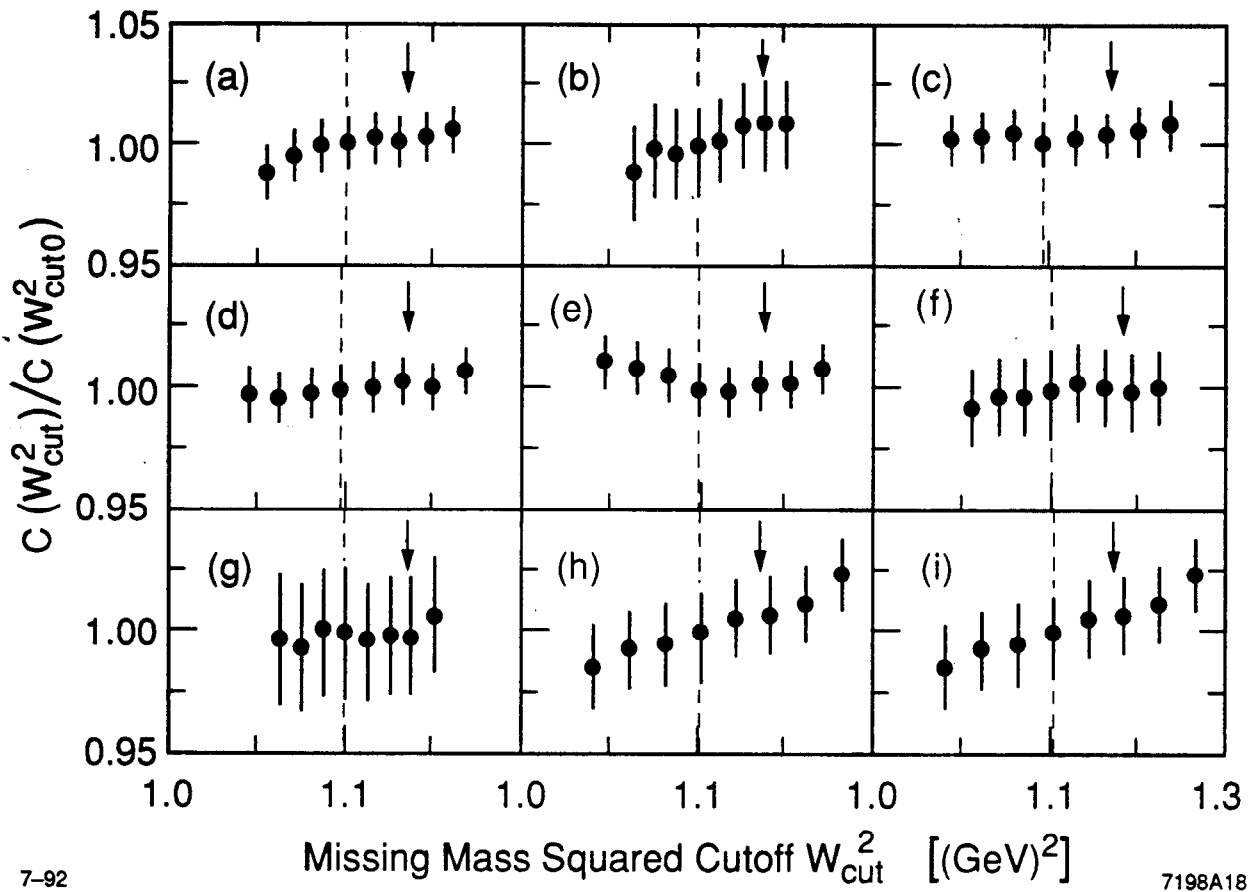 1.05
(a)
(b)
(c)
1.00
0.95
(d)
(e)
(f)
1.00
0.95
(g)
(h)
(i)
1.00
0.95
1.0
1.1
1.0
1.1
1.0
1.1
1.3
C (W²cut)/C (W²cut0)
Missing Mass Squared Cutoff W²cut [(GeV)²]
7–92
7198A18